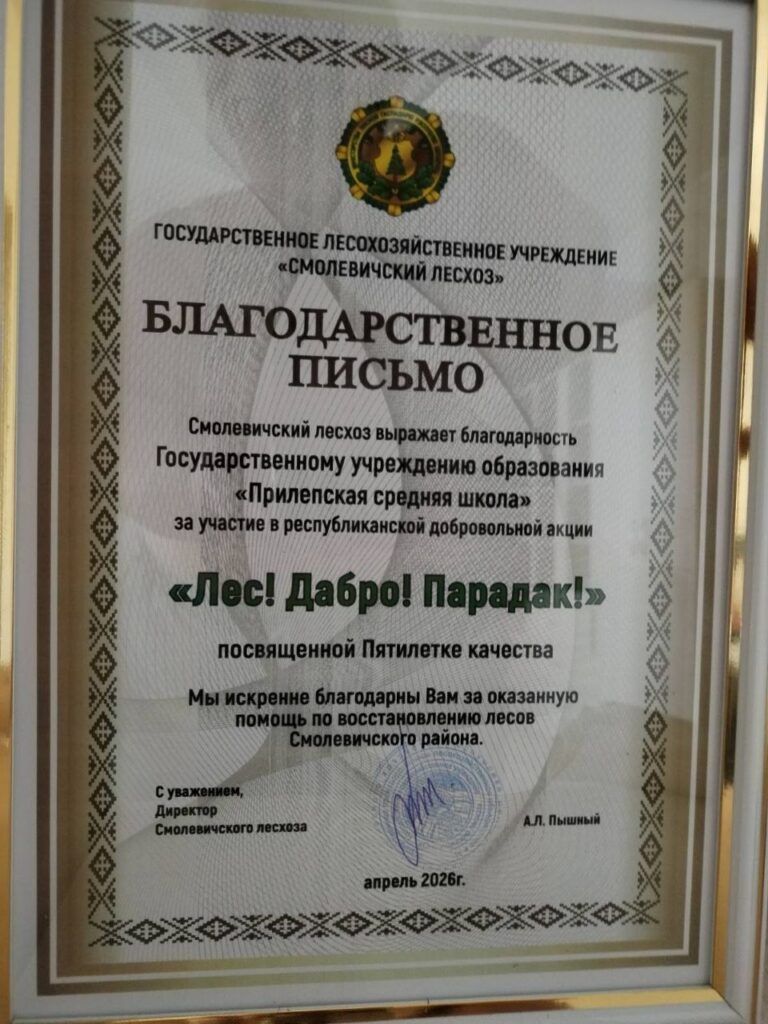 ГОСУДАРСТВЕННОЕ ЛЕСОХОЗЯЙСТВЕННОЕ УЧРЕЖДЕНИЕ
«СМОЛЕВИЧСКИЙ ЛЕСХОЗ»
БЛАГОДАРСТВЕННОЕ
ПИСЬМО
Смолевичский лесхоз выражает благодарность
Государственному учреждению образования
«Прилепская средняя школа»
за участие в республиканской добровольной акции
«Лес! Дабро! Парадак!»
посвященной Пятилетке качества
Мы искренне благодарны Вам за оказанную
помощь по восстановлению лесов
Смолевичского района.
С уважением,
Директор
Смолевичского лесхоза
А.Л. Пышный
апрель 2026г.